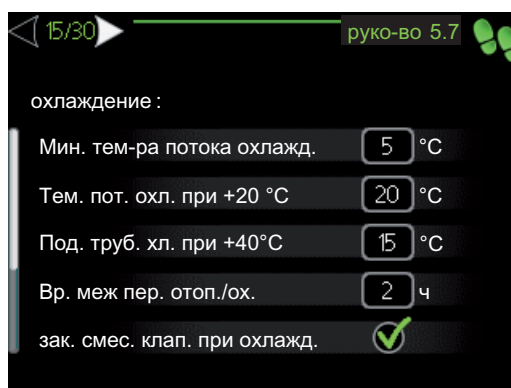 15/30
руко-во 5.7
охлаждение :
Мин. тем-ра потока охлажд. 5 °C
Тем. пот. охл. при +20 °C 20 °C
Под. труб. хл. при +40°C 15 °C
Вр. меж пер. отоп./ох. 2 ч
зак. смес. клап. при охлажд.